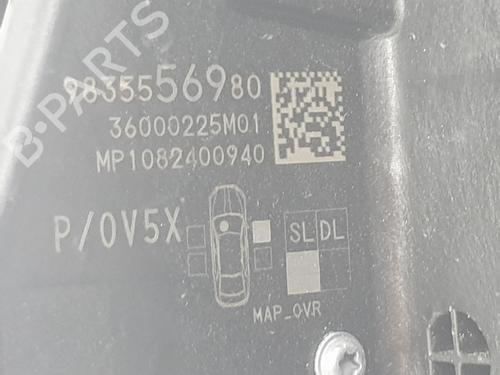 B-PARTS
9835556980
36000225M01
MP1082400940
P/0V5X
SL DL
MAP_OVR